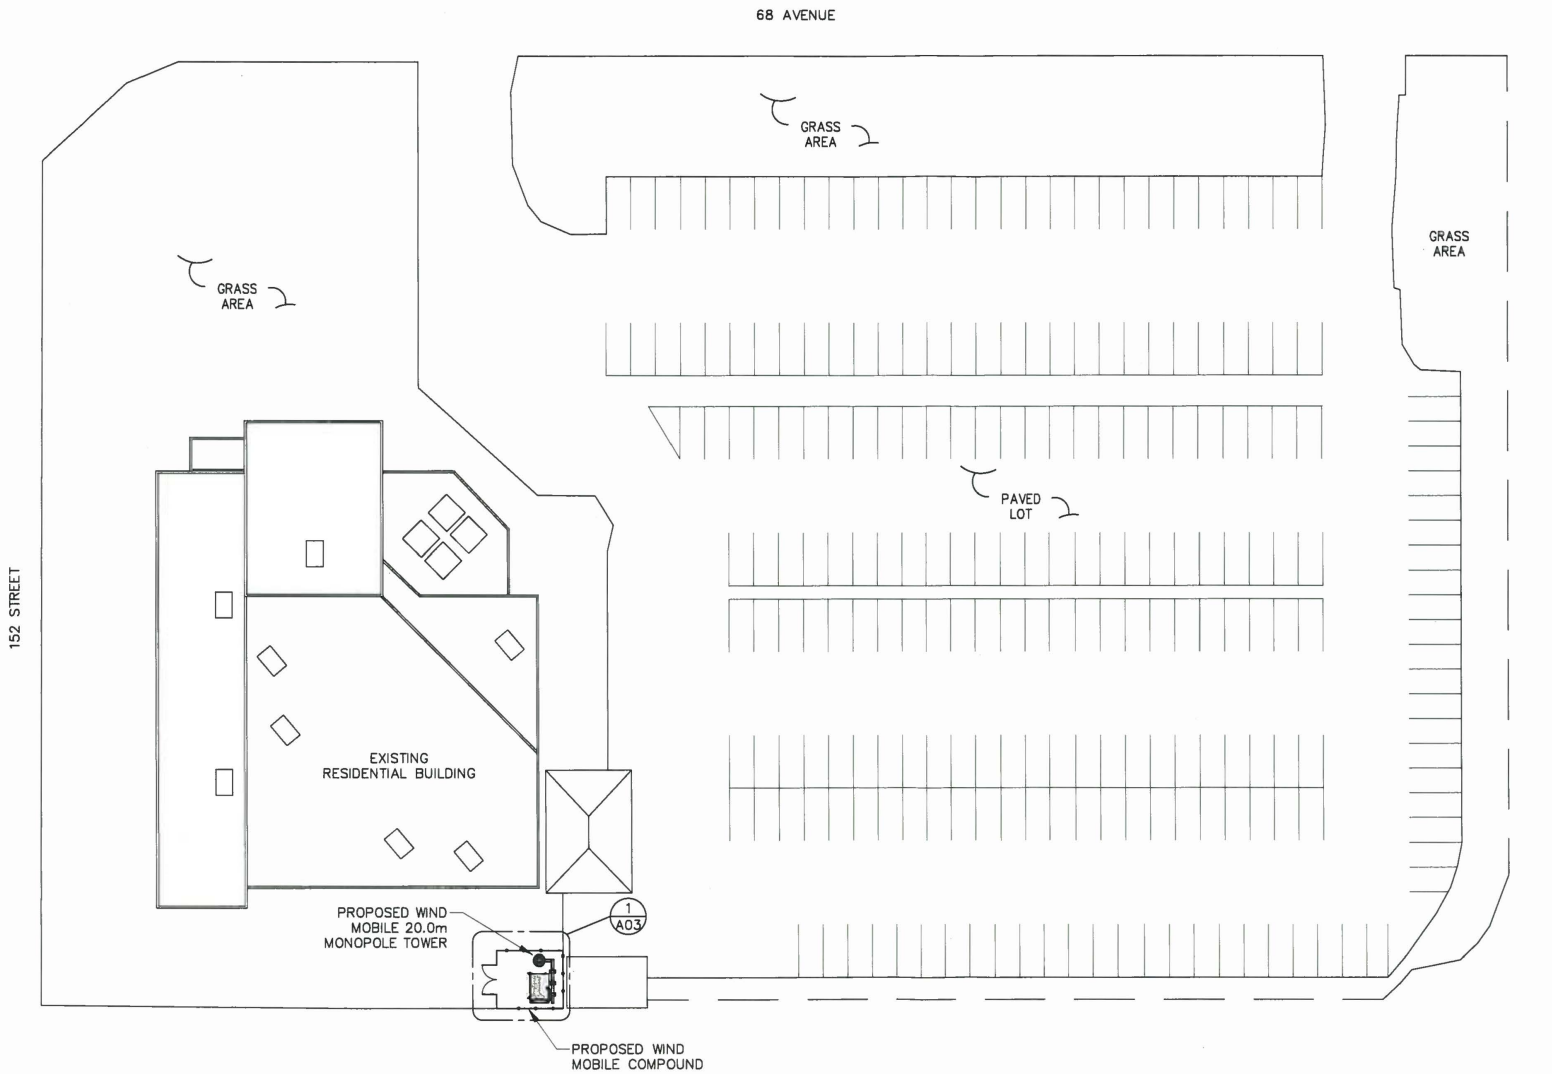 68 AVENUE
GRASS
AREA
GRASS
AREA
GRASS
AREA
PAVED
LOT
152 STREET
EXISTING
RESIDENTIAL BUILDING
PROPOSED WIND
MOBILE 20.0m
MONOPOLE TOWER
1
A03
PROPOSED WIND
MOBILE COMPOUND